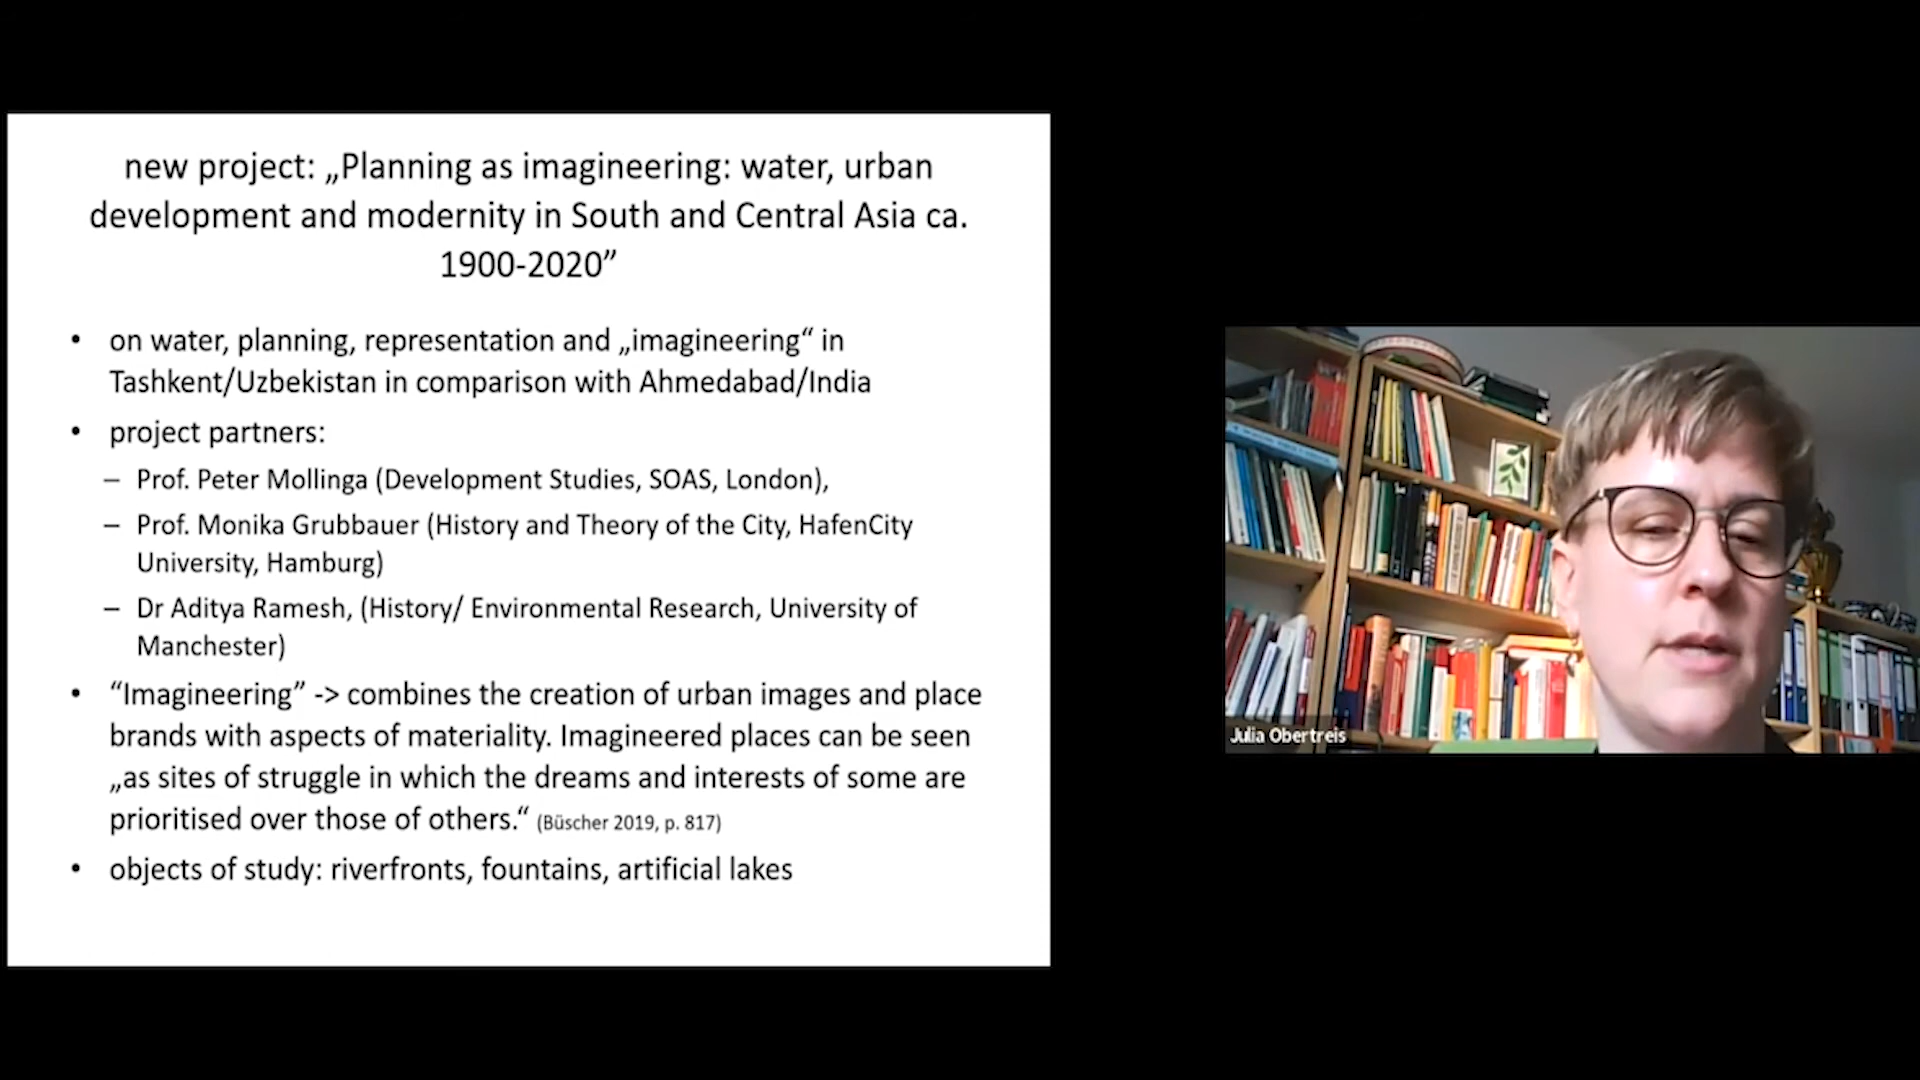 new project: „Planning as imagineering: water, urban
development and modernity in South and Central Asia ca.
1900-2020”
• on water, planning, representation and „imagineering“ in
Tashkent/Uzbekistan in comparison with Ahmedabad/India
• project partners:
– Prof. Peter Mollinga (Development Studies, SOAS, London),
– Prof. Monika Grubbauer (History and Theory of the City, HafenCity
University, Hamburg)
– Dr Aditya Ramesh, (History/ Environmental Research, University of
Manchester)
• “Imagineering” -> combines the creation of urban images and place
brands with aspects of materiality. Imagineered places can be seen
„as sites of struggle in which the dreams and interests of some are
prioritised over those of others.“ (Büscher 2019, p. 817)
• objects of study: riverfronts, fountains, artificial lakes
Julia Obertreis